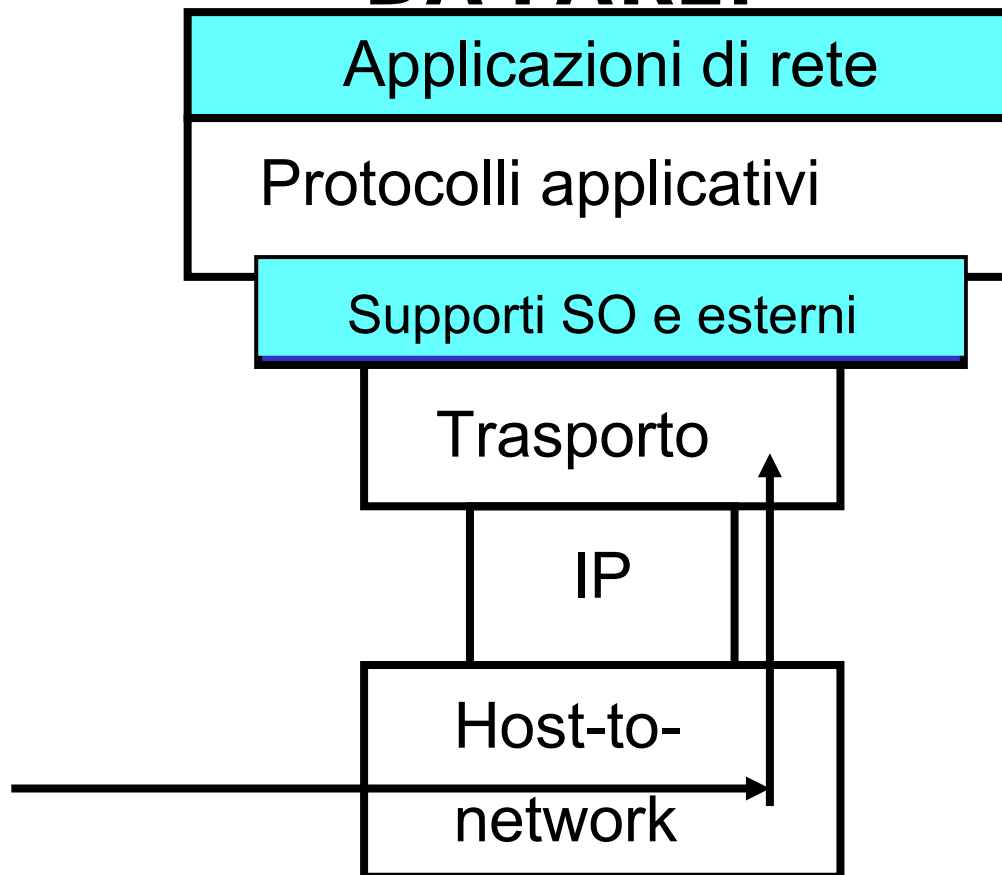 Applicazioni di rete
Protocolli applicativi
Supporti SO e esterni
Trasporto
IP
Host-to-
network